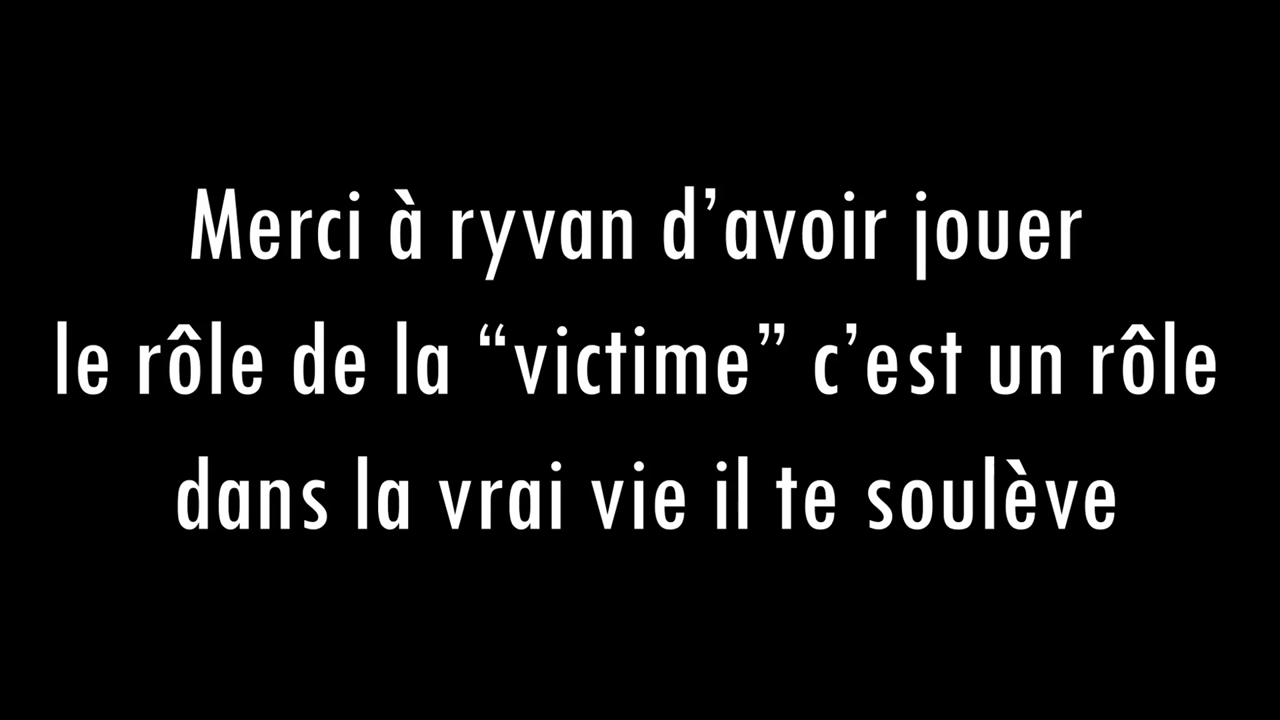 Merci à ryvan d’avoir jouer
le rôle de la “victime” c’est un rôle
dans la vrai vie il te soulève